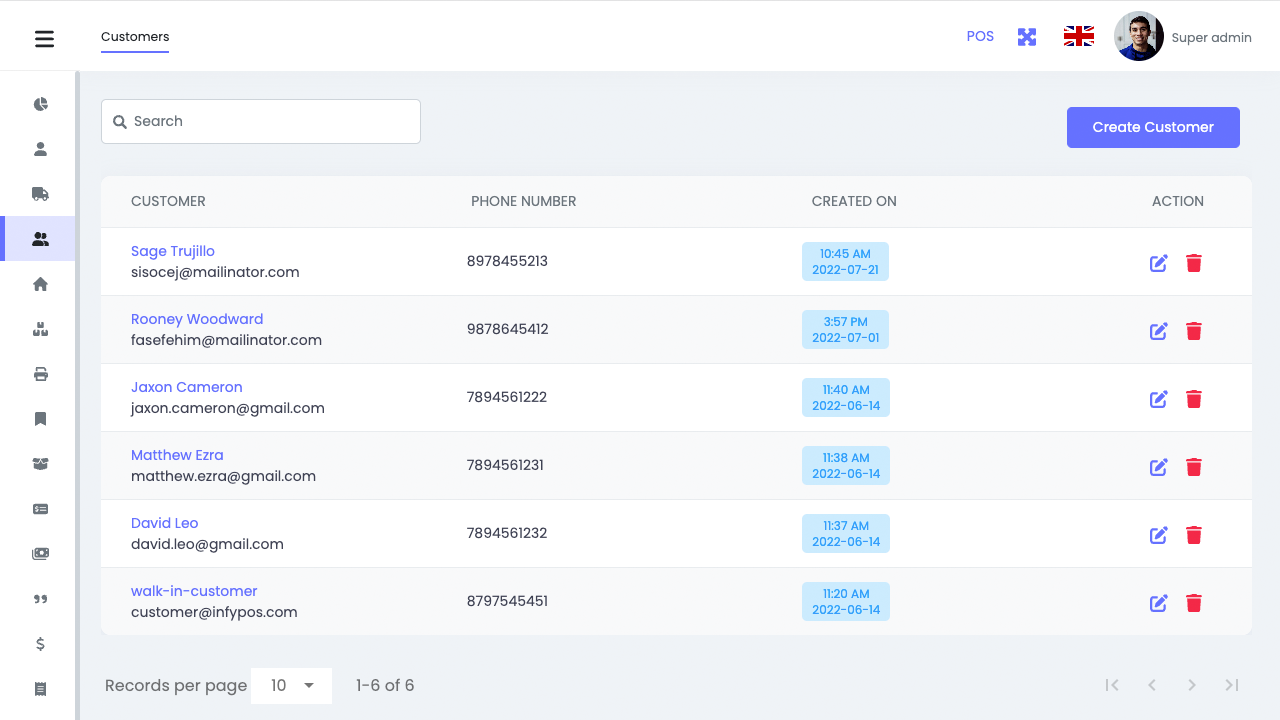 Customers
POS
Super admin
Search
Create Customer
CUSTOMER PHONE NUMBER CREATED ON ACTION
Sage Trujillo
sisocej@mailinator.com
8978455213
10:45 AM
2022-07-21
Rooney Woodward
fasefehim@mailinator.com
9878645412
3:57 PM
2022-07-01
Jaxon Cameron
jaxon.cameron@gmail.com
7894561222
11:40 AM
2022-06-14
Matthew Ezra
matthew.ezra@gmail.com
7894561231
11:38 AM
2022-06-14
David Leo
david.leo@gmail.com
7894561232
11:37 AM
2022-06-14
walk-in-customer
customer@infypos.com
8797545451
11:20 AM
2022-06-14
Records per page 10 1-6 of 6